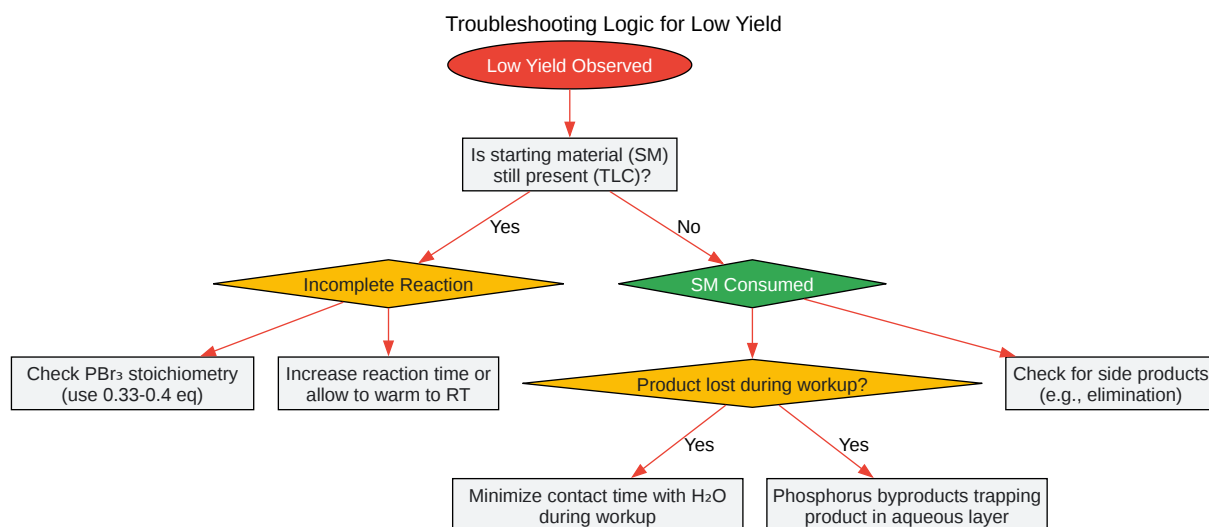 Troubleshooting Logic for Low Yield
Low Yield Observed
Is starting material (SM)
still present (TLC)?
Yes
No
Incomplete Reaction
SM Consumed
Check PBr₃ stoichiometry
(use 0.33-0.4 eq)
Increase reaction time or
allow to warm to RT
Product lost during workup?
Check for side products
(e.g., elimination)
Yes
Yes
Minimize contact time with H₂O
during workup
Phosphorus byproducts trapping
product in aqueous layer